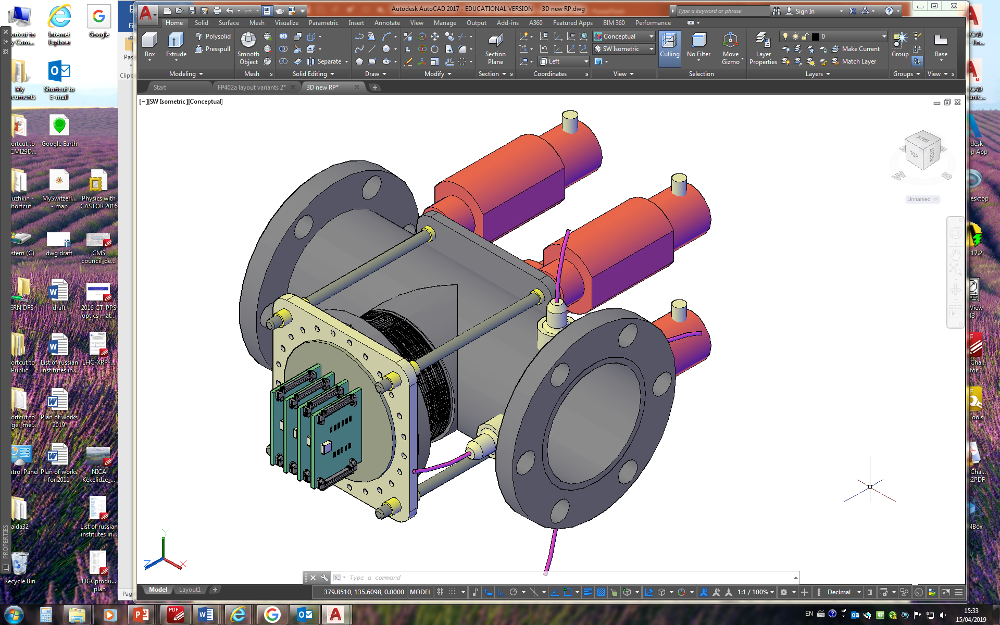 Autodesk AutoCAD 2017 - EDUCATIONAL VERSION 3D new RP.dwg
Type a keyword or phrase
Sign In
Home Solid Surface Mesh Visualize Parametric Insert Annotate View Manage Output Add-ins A360 Featured Apps BIM 360 Performance
Box
Extrude
Polysolid
Presspull
Smooth
Object
Separate
Section
Plane
Left
Conceptual
SW Isometric
Culling
No Filter
Move
Gizmo
Layer
Properties
0
Make Current
Match Layer
Group
Base
Modeling
Mesh
Solid Editing
Draw
Modify
Section
Coordinates
View
Selection
Layers
Groups
View
Start
FP402a layout variants 2*
3D new RP*
[−][SW Isometric][Conceptual]
BACK
TOP
RIGHT
W
S
Unnamed
Y
Z
X
Type a command
Model
Layout1
379.8510, 135.6098, 0.0000
MODEL
1:1 / 100%
Decimal
PROPERTIES
ortcut to
y Com...
Internet
Explorer
Google
My
cuments
Shortcut to
E-mail
ortcut to
CMI29D...
Google Earth
uzhkin -
hortcut
MySwitzerl...
- map
Physics with
CASTOR 2016
stem (C)
dwg draft
CMS
council_de...
ERN DFS
draft
2016 CT-PPS
optics mat...
ortcut to
Public
List of russian
institutes in...
LHC-XRP-...
ortcut to
gei_me...
Plan of works
2019
ntrol Panel
Plan of works
for 2011
NICA
Kekelidze_...
aida32
List of russian
institutes in...
Recycle Bin
HGCprodu...
plan
Fi
Pas
Clipb
Pag
CAD
- En...
CAD
anic...
desk
p App
esktop
17.2
View
43
Cha...
tor
Tools
Cha...
2PDF
NBox
PDF
EN
15:33
15/04/2019